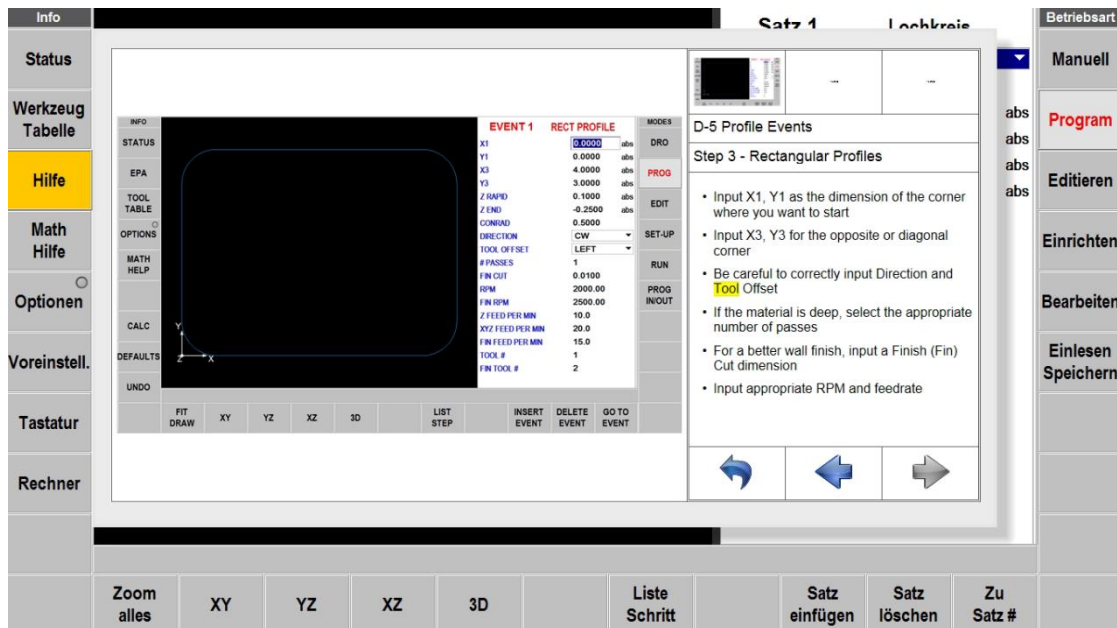 Info
Satz 1
Lochkreis
Betriebsart
Status
Werkzeug
Tabelle
Hilfe
Math
Hilfe
Optionen
Voreinstell.
Tastatur
Rechner
INFO
STATUS
EPA
TOOL
TABLE
OPTIONS
MATH
HELP
CALC
DEFAULTS
UNDO
Y
Z
X
EVENT 1 RECT PROFILE
X1 0.0000 abs
Y1 0.0000 abs
X3 4.0000 abs
Y3 3.0000 abs
Z RAPID 0.1000 abs
Z END -0.2500 abs
CONRAD 0.5000
DIRECTION CW
TOOL OFFSET LEFT
# PASSES 1
FIN CUT 0.0100
RPM 2000.00
FIN RPM 2500.00
Z FEED PER MIN 10.0
XYZ FEED PER MIN 20.0
FIN FEED PER MIN 15.0
TOOL # 1
FIN TOOL # 2
MODES
DRO
PROG
EDIT
SET-UP
RUN
PROG
IN/OUT
FIT
DRAW
XY
YZ
XZ
3D
LIST
STEP
INSERT
EVENT
DELETE
EVENT
GO TO
EVENT
D-5 Profile Events
Step 3 - Rectangular Profiles
• Input X1, Y1 as the dimension of the corner
where you want to start
• Input X3, Y3 for the opposite or diagonal
corner
• Be careful to correctly input Direction and
Tool Offset
• If the material is deep, select the appropriate
number of passes
• For a better wall finish, input a Finish (Fin)
Cut dimension
• Input appropriate RPM and feedrate
abs
abs
abs
abs
Manuell
Program
Editieren
Einrichten
Bearbeiten
Einlesen
Speichern
Zoom
alles
XY
YZ
XZ
3D
Liste
Schritt
Satz
einfügen
Satz
löschen
Zu
Satz #